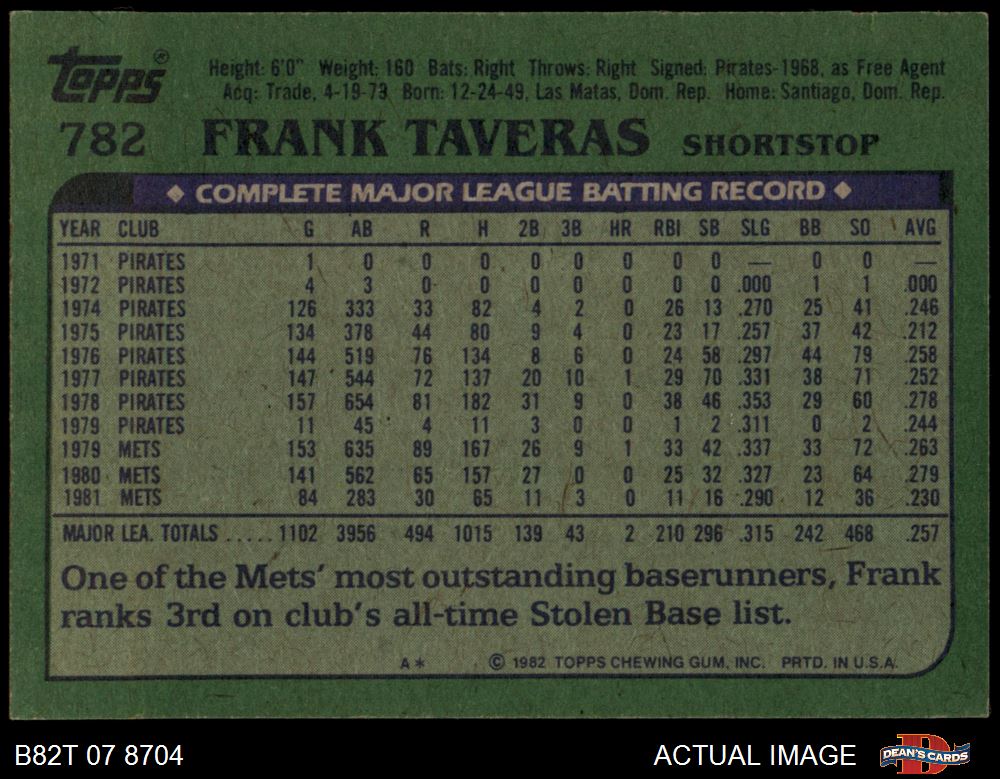 Topps®
Height: 6'0" Weight: 160 Bats: Right Throws: Right Signed: Pirates-1968, as Free Agent
Acq: Trade, 4-19-79 Born: 12-24-49, Las Matas, Dom. Rep. Home: Santiago, Dom. Rep.
782 FRANK TAVERAS SHORTSTOP
◆ COMPLETE MAJOR LEAGUE BATTING RECORD ◆
YEAR CLUB G AB R H 2B 3B HR RBI SB SLG BB SO AVG
1971 PIRATES 1 0 0 0 0 0 0 0 0 — 0 0 —
1972 PIRATES 4 3 0 0 0 0 0 0 0 .000 1 1 .000
1974 PIRATES 126 333 33 82 4 2 0 26 13 .270 25 41 .246
1975 PIRATES 134 378 44 80 9 4 0 23 17 .257 37 42 .212
1976 PIRATES 144 519 76 134 8 6 0 24 58 .297 44 79 .258
1977 PIRATES 147 544 72 137 20 10 1 29 70 .331 38 71 .252
1978 PIRATES 157 654 81 182 31 9 0 38 46 .353 29 60 .278
1979 PIRATES 11 45 4 11 3 0 0 1 2 .311 0 2 .244
1979 METS 153 635 89 167 26 9 1 33 42 .337 33 72 .263
1980 METS 141 562 65 157 27 0 0 25 32 .327 23 64 .279
1981 METS 84 283 30 65 11 3 0 11 16 .290 12 36 .230
MAJOR LEA. TOTALS ..... 1102 3956 494 1015 139 43 2 210 296 .315 242 468 .257
One of the Mets' most outstanding baserunners, Frank
ranks 3rd on club's all-time Stolen Base list.
A* © 1982 TOPPS CHEWING GUM, INC. PRTD. IN U.S.A.
B82T 07 8704 ACTUAL IMAGE DEAN'S CARDS